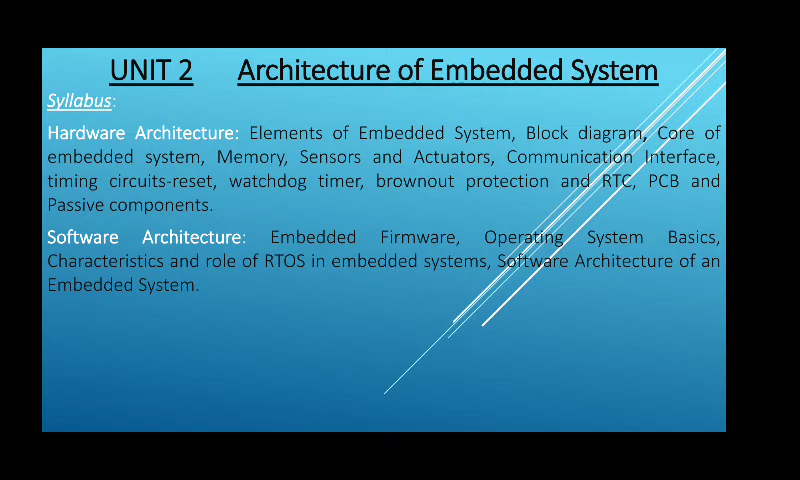 UNIT 2 Architecture of Embedded System
Syllabus:
Hardware Architecture: Elements of Embedded System, Block diagram, Core of
embedded system, Memory, Sensors and Actuators, Communication Interface,
timing circuits-reset, watchdog timer, brownout protection and RTC, PCB and
Passive components.
Software Architecture: Embedded Firmware, Operating System Basics,
Characteristics and role of RTOS in embedded systems, Software Architecture of an
Embedded System.